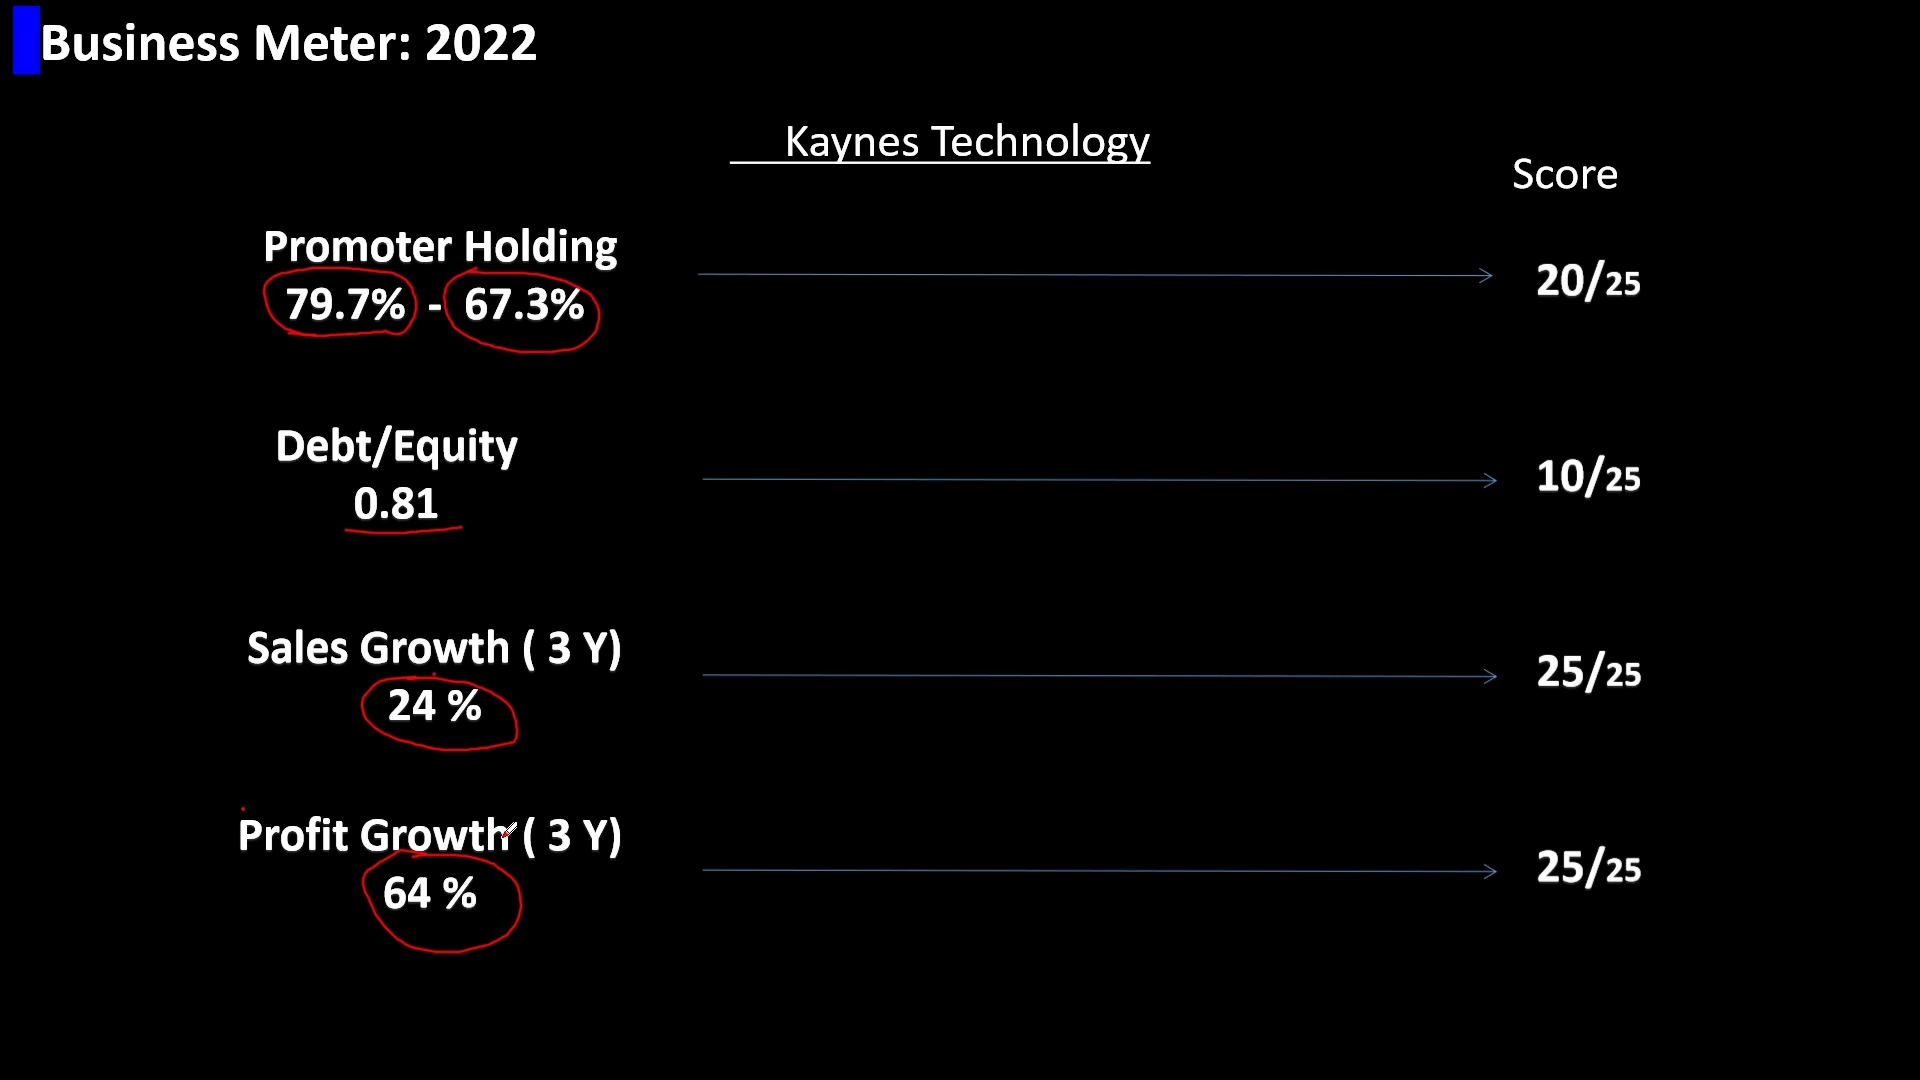 Business Meter: 2022
Kaynes Technology
Score
Promoter Holding
79.7% - 67.3%
20/25
Debt/Equity
0.81
10/25
Sales Growth ( 3 Y)
24 %
25/25
Profit Growth ( 3 Y)
64 %
25/25